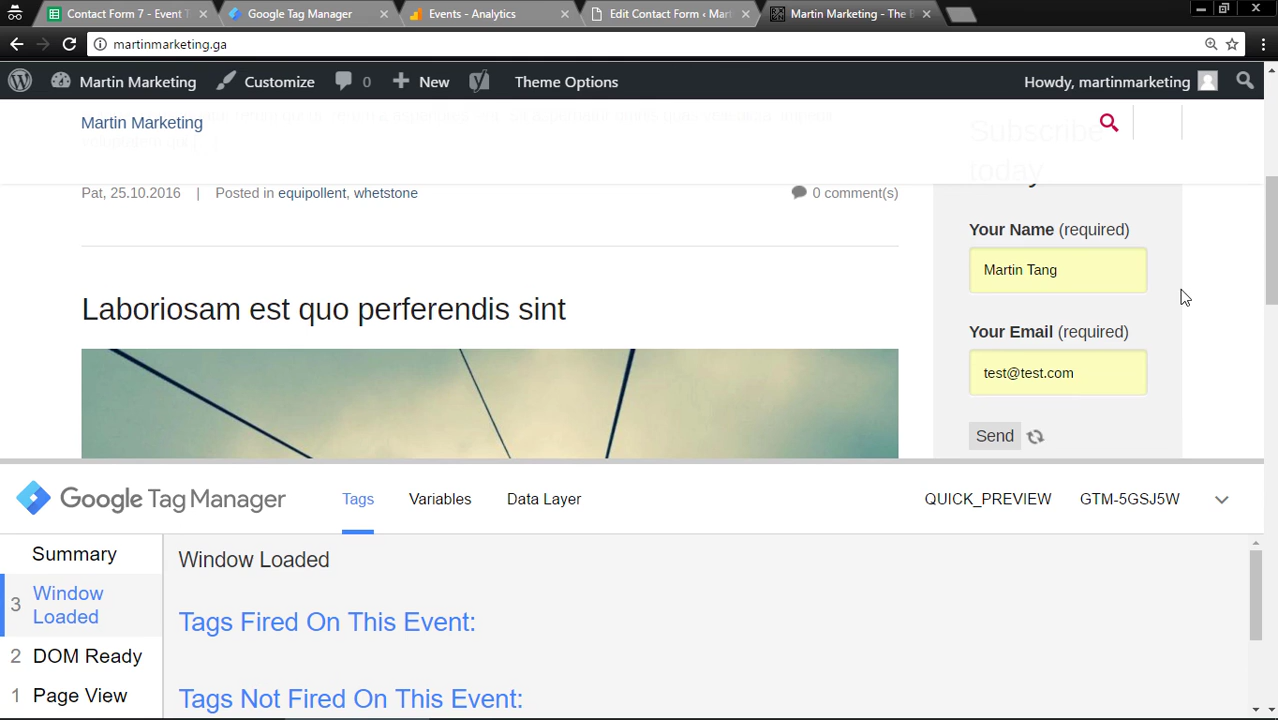 Contact Form 7 - Event T
Google Tag Manager
Events - Analytics
Edit Contact Form ‹ Mart
Martin Marketing - The B
martinmarketing.ga
Martin Marketing
Customize
0
New
Theme Options
Howdy, martinmarketing
Martin Marketing
Subscribe
today
Pat, 25.10.2016 | Posted in equipollent, whetstone
0 comment(s)
Your Name (required)
Martin Tang
Laboriosam est quo perferendis sint
Your Email (required)
test@test.com
Send
Google Tag Manager
Tags
Variables
Data Layer
QUICK_PREVIEW
GTM-5GSJ5W
Summary
3 Window
Loaded
2 DOM Ready
1 Page View
Window Loaded
Tags Fired On This Event:
Tags Not Fired On This Event: